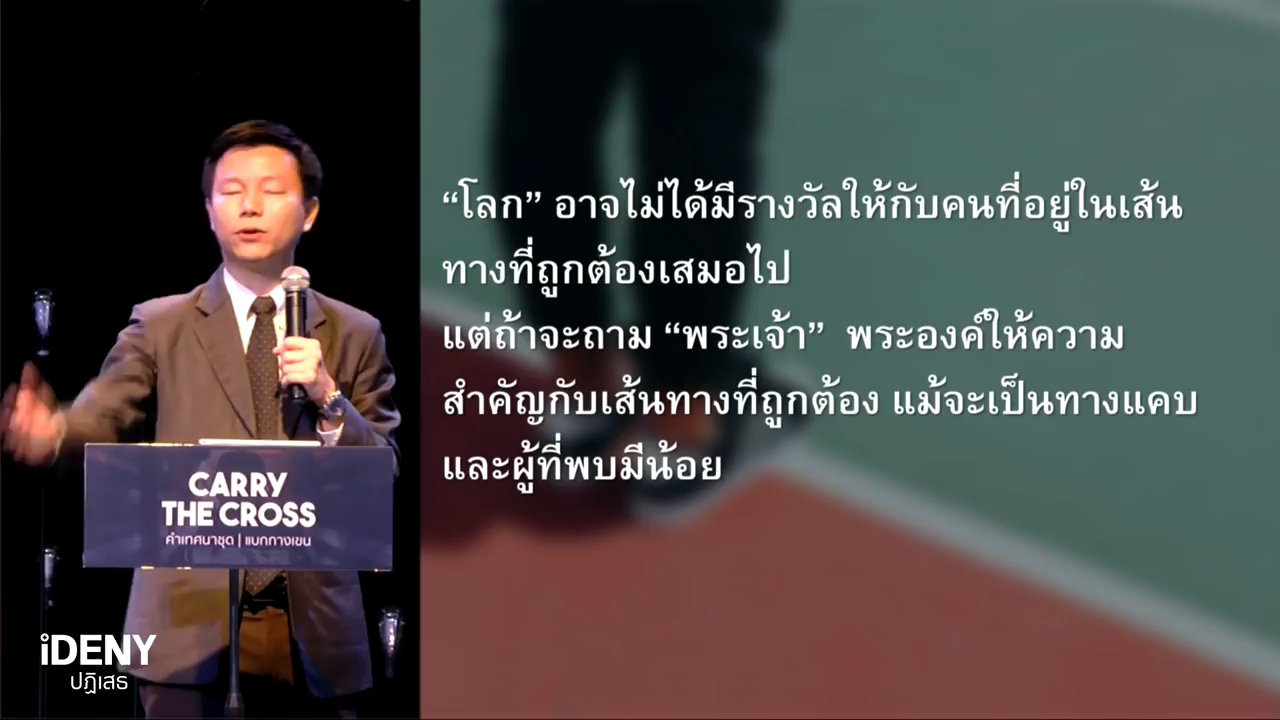 “โลก” อาจไม่ได้มีรางวัลให้กับคนที่อยู่ในเส้น
ทางที่ถูกต้องเสมอไป
แต่ถ้าจะถาม “พระเจ้า” พระองค์ให้ความ
สำคัญกับเส้นทางที่ถูกต้อง แม้จะเป็นทางแคบ
และผู้ที่พบมีน้อย
CARRY
THE CROSS
คำเทศนาชุด | แบกกางเขน
iDENY
ปฏิเสธ